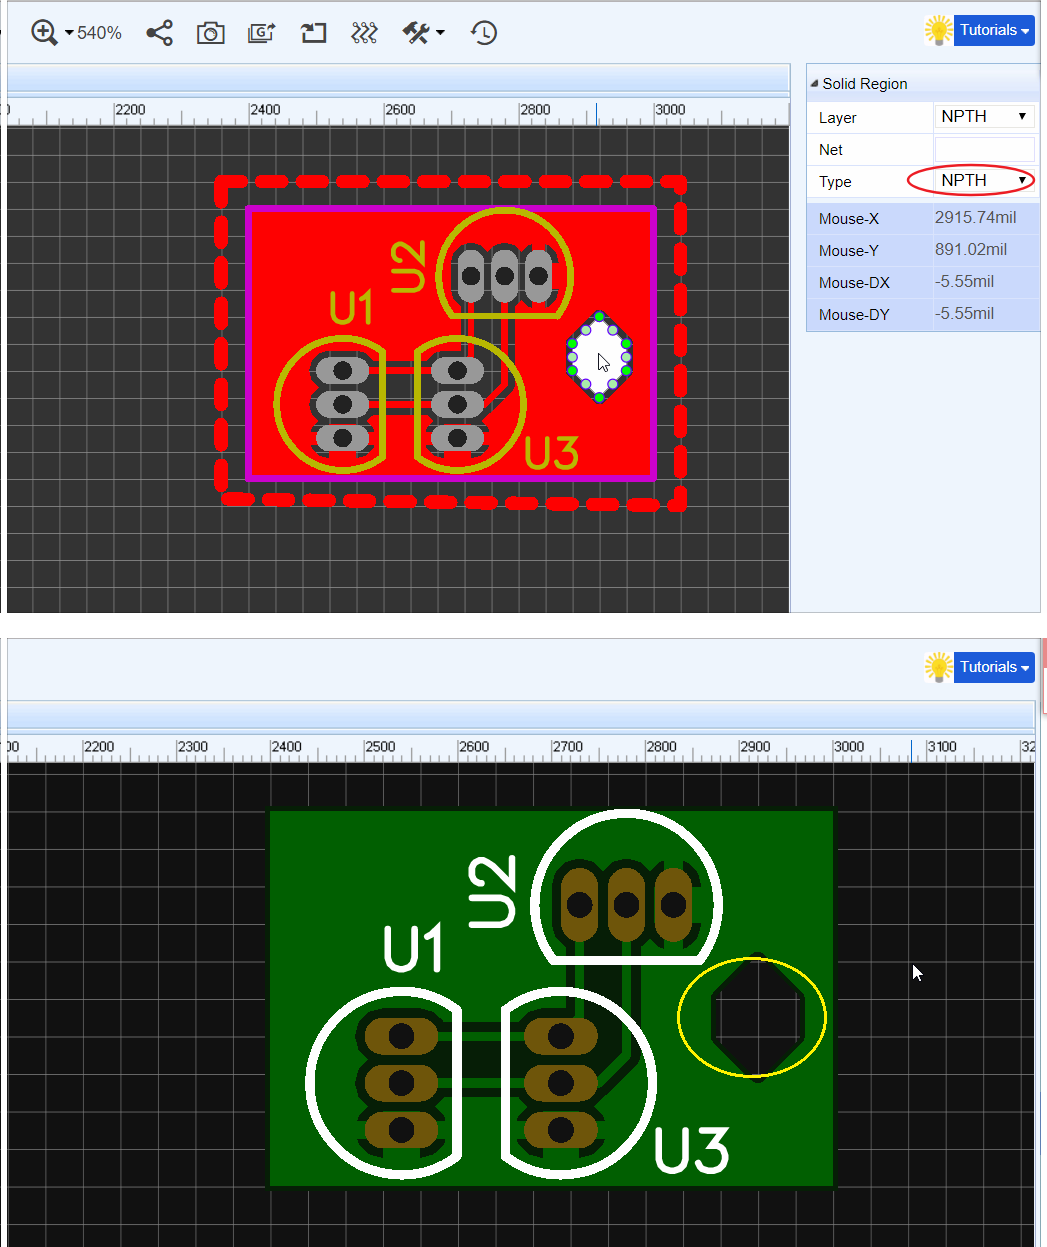 540%
Tutorials
2200 2400 2600 2800 3000
Solid Region
Layer NPTH
Net
Type NPTH
Mouse-X 2915.74mil
Mouse-Y 891.02mil
Mouse-DX -5.55mil
Mouse-DY -5.55mil
U2
U1
U3
Tutorials
2200 2300 2400 2500 2600 2700 2800 2900 3000 3100
U2
U1
U3